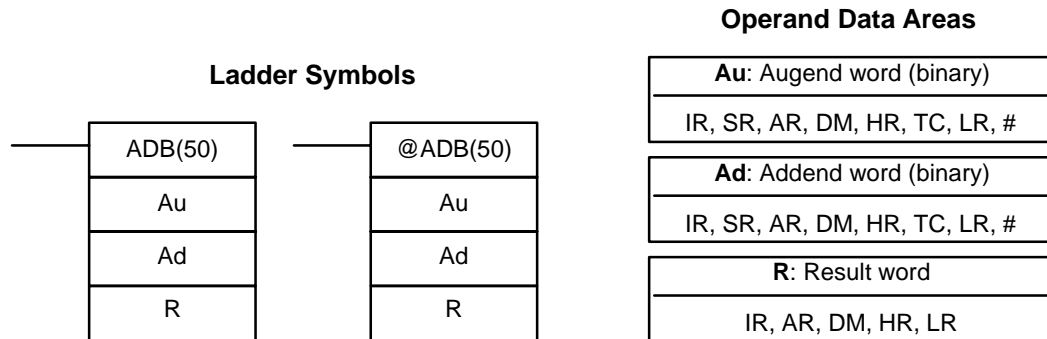 Ladder Symbols
ADB(50)
Au
Ad
R
@ADB(50)
Au
Ad
R
Operand Data Areas
Au: Augend word (binary)
IR, SR, AR, DM, HR, TC, LR, #
Ad: Addend word (binary)
IR, SR, AR, DM, HR, TC, LR, #
R: Result word
IR, AR, DM, HR, LR